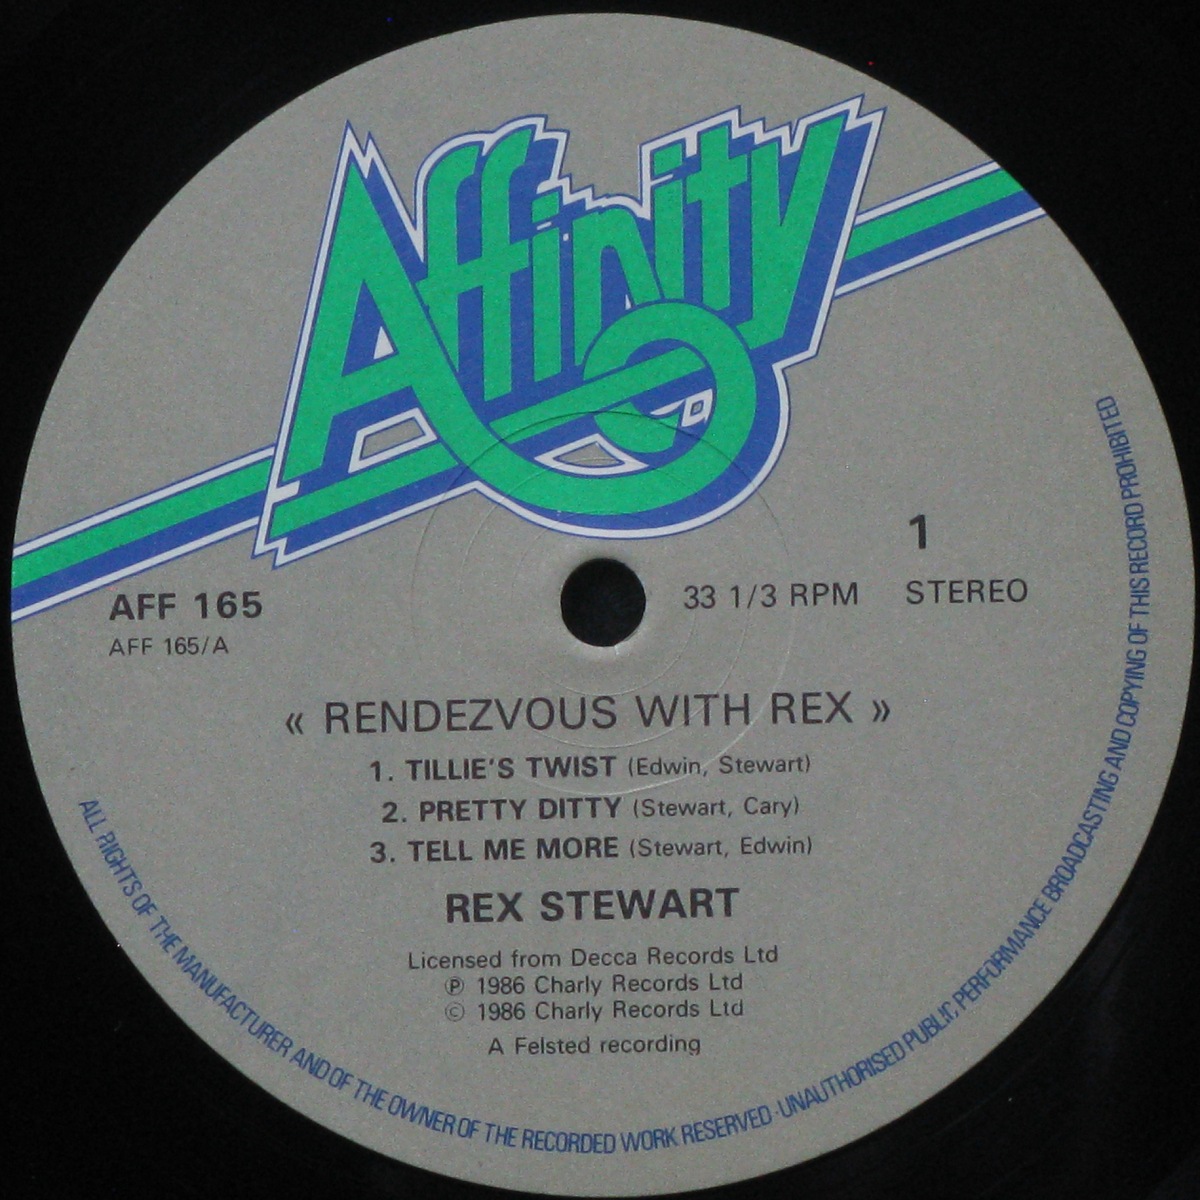 Affinity
1
AFF 165
33 1/3 RPM
STEREO
AFF 165/A
« RENDEZVOUS WITH REX »
1. TILLIE'S TWIST (Edwin, Stewart)
2. PRETTY DITTY (Stewart, Cary)
3. TELL ME MORE (Stewart, Edwin)
REX STEWART
Licensed from Decca Records Ltd
℗ 1986 Charly Records Ltd
© 1986 Charly Records Ltd
A Felsted recording
ALL RIGHTS OF THE MANUFACTURER AND OF THE OWNER OF THE RECORDED WORK RESERVED · UNAUTHORISED PUBLIC, PERFORMANCE BROADCASTING AND COPYING OF THIS RECORD PROHIBITED